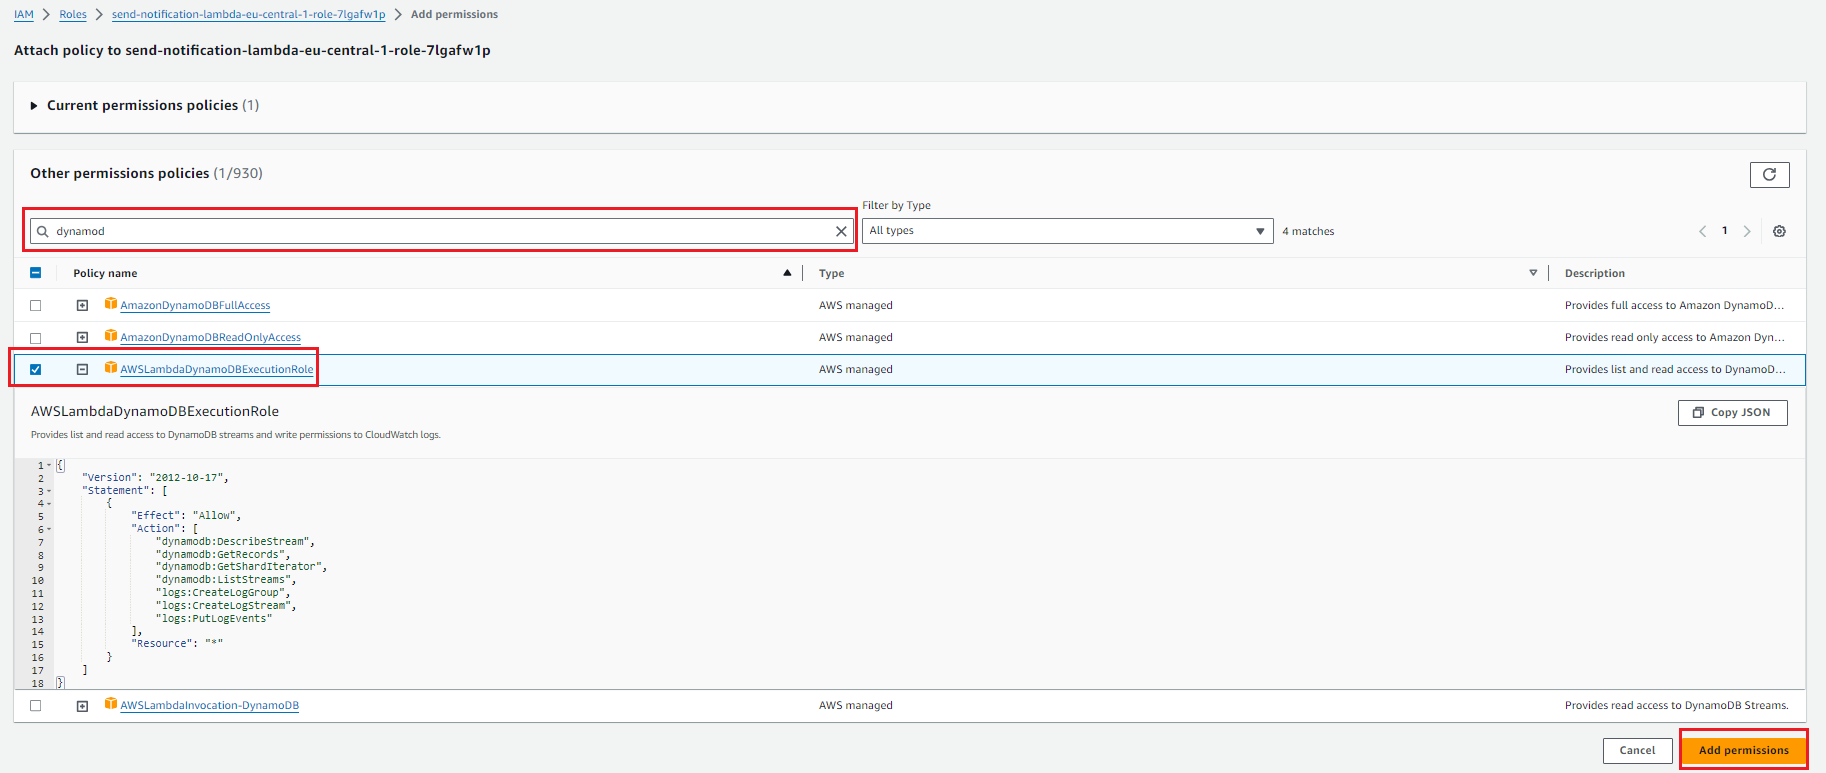 IAM > Roles > send-notification-lambda-eu-central-1-role-7lgafw1p > Add permissions
Attach policy to send-notification-lambda-eu-central-1-role-7lgafw1p
Current permissions policies (1)
Other permissions policies (1/930)
Filter by Type
dynamod
All types
4 matches
1
Policy name
Type
Description
AmazonDynamoDBFullAccess
AWS managed
Provides full access to Amazon DynamoD...
AmazonDynamoDBReadOnlyAccess
AWS managed
Provides read only access to Amazon Dyn...
AWSLambdaDynamoDBExecutionRole
AWS managed
Provides list and read access to DynamoD...
AWSLambdaDynamoDBExecutionRole
Copy JSON
Provides list and read access to DynamoDB streams and write permissions to CloudWatch logs.
1 {
2 "Version": "2012-10-17",
3 "Statement": [
4 {
5 "Effect": "Allow",
6 "Action": [
7 "dynamodb:DescribeStream",
8 "dynamodb:GetRecords",
9 "dynamodb:GetShardIterator",
10 "dynamodb:ListStreams",
11 "logs:CreateLogGroup",
12 "logs:CreateLogStream",
13 "logs:PutLogEvents"
14 ],
15 "Resource": "*"
16 }
17 ]
18 }
AWSLambdaInvocation-DynamoDB
AWS managed
Provides read access to DynamoDB Streams.
Cancel
Add permissions